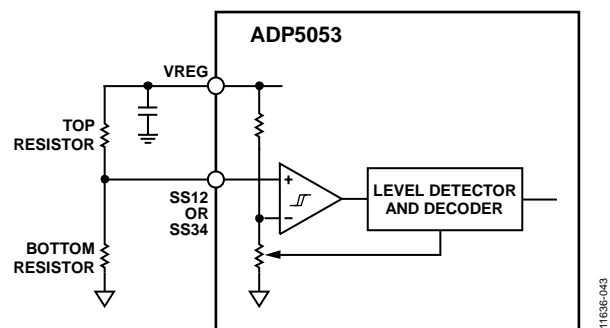 ADP5053
VREG
TOP
RESISTOR
SS12
OR
SS34
+
−
LEVEL DETECTOR
AND DECODER
BOTTOM
RESISTOR
11636-043